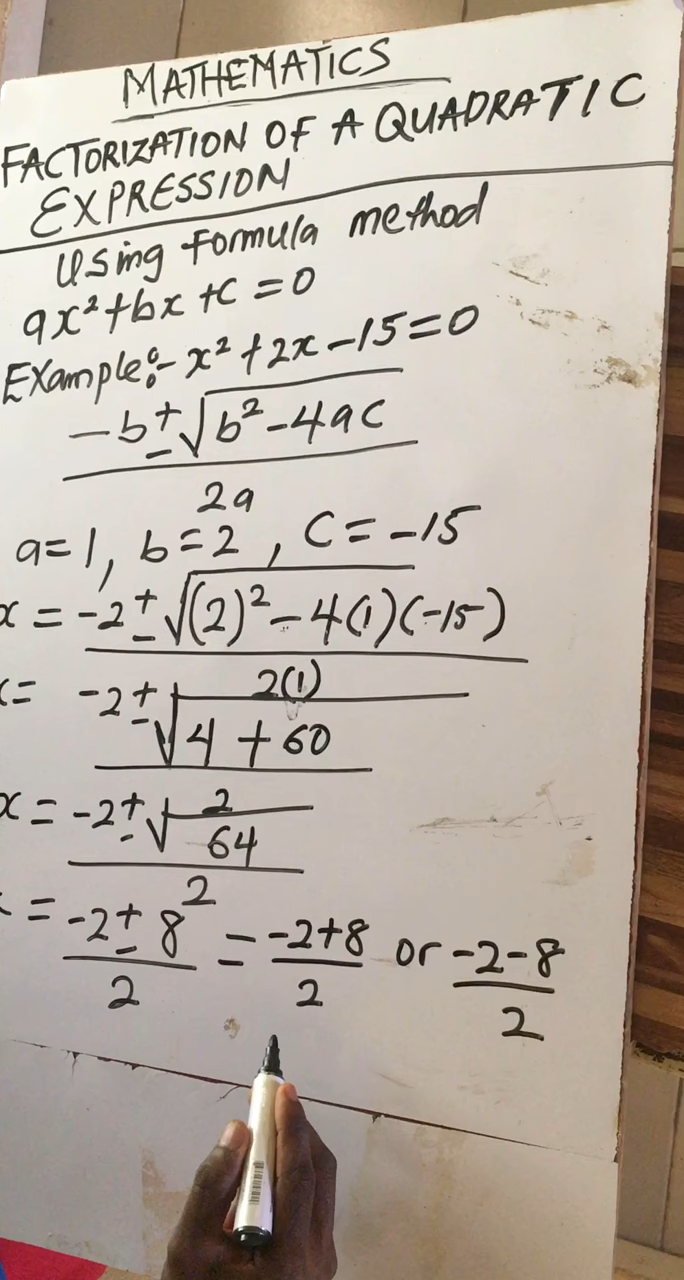 MATHEMATICS
FACTORIZATION OF A QUADRATIC
EXPRESSION
Using Formula method
ax²+bx+c=0
Example:- x²+2x-15=0
-b±√b²-4ac
2a
a=1, b=2, C=-15
x = -2±√(2)²-4(1)(-15)
2(1)
x= -2±√4+60
2
x = -2±√64
2
x = -2±8 = -2+8 or -2-8
2 2 2